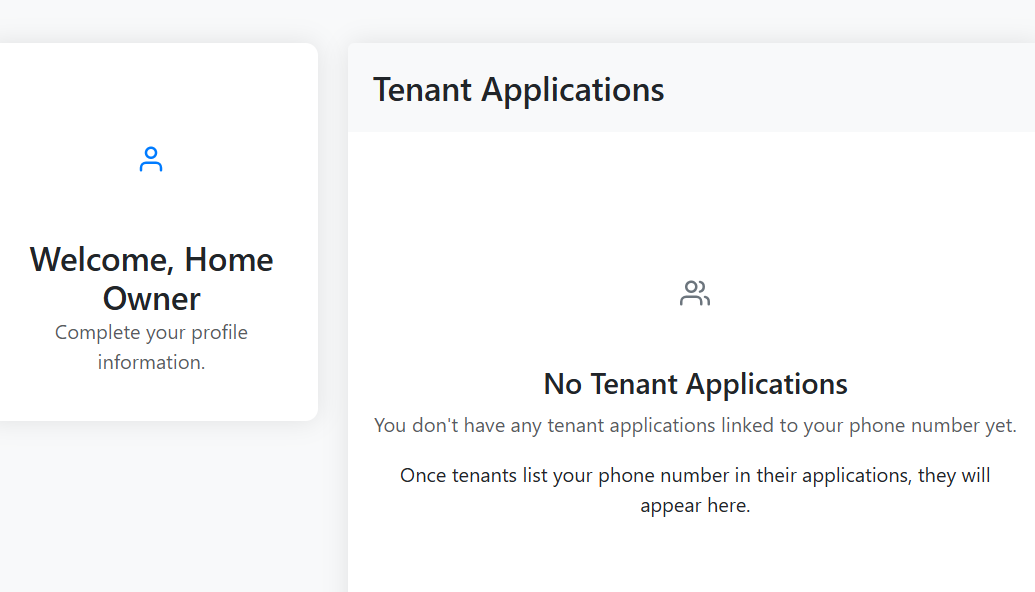 Welcome, Home
Owner
Complete your profile
information.
Tenant Applications
No Tenant Applications
You don't have any tenant applications linked to your phone number yet.
Once tenants list your phone number in their applications, they will
appear here.